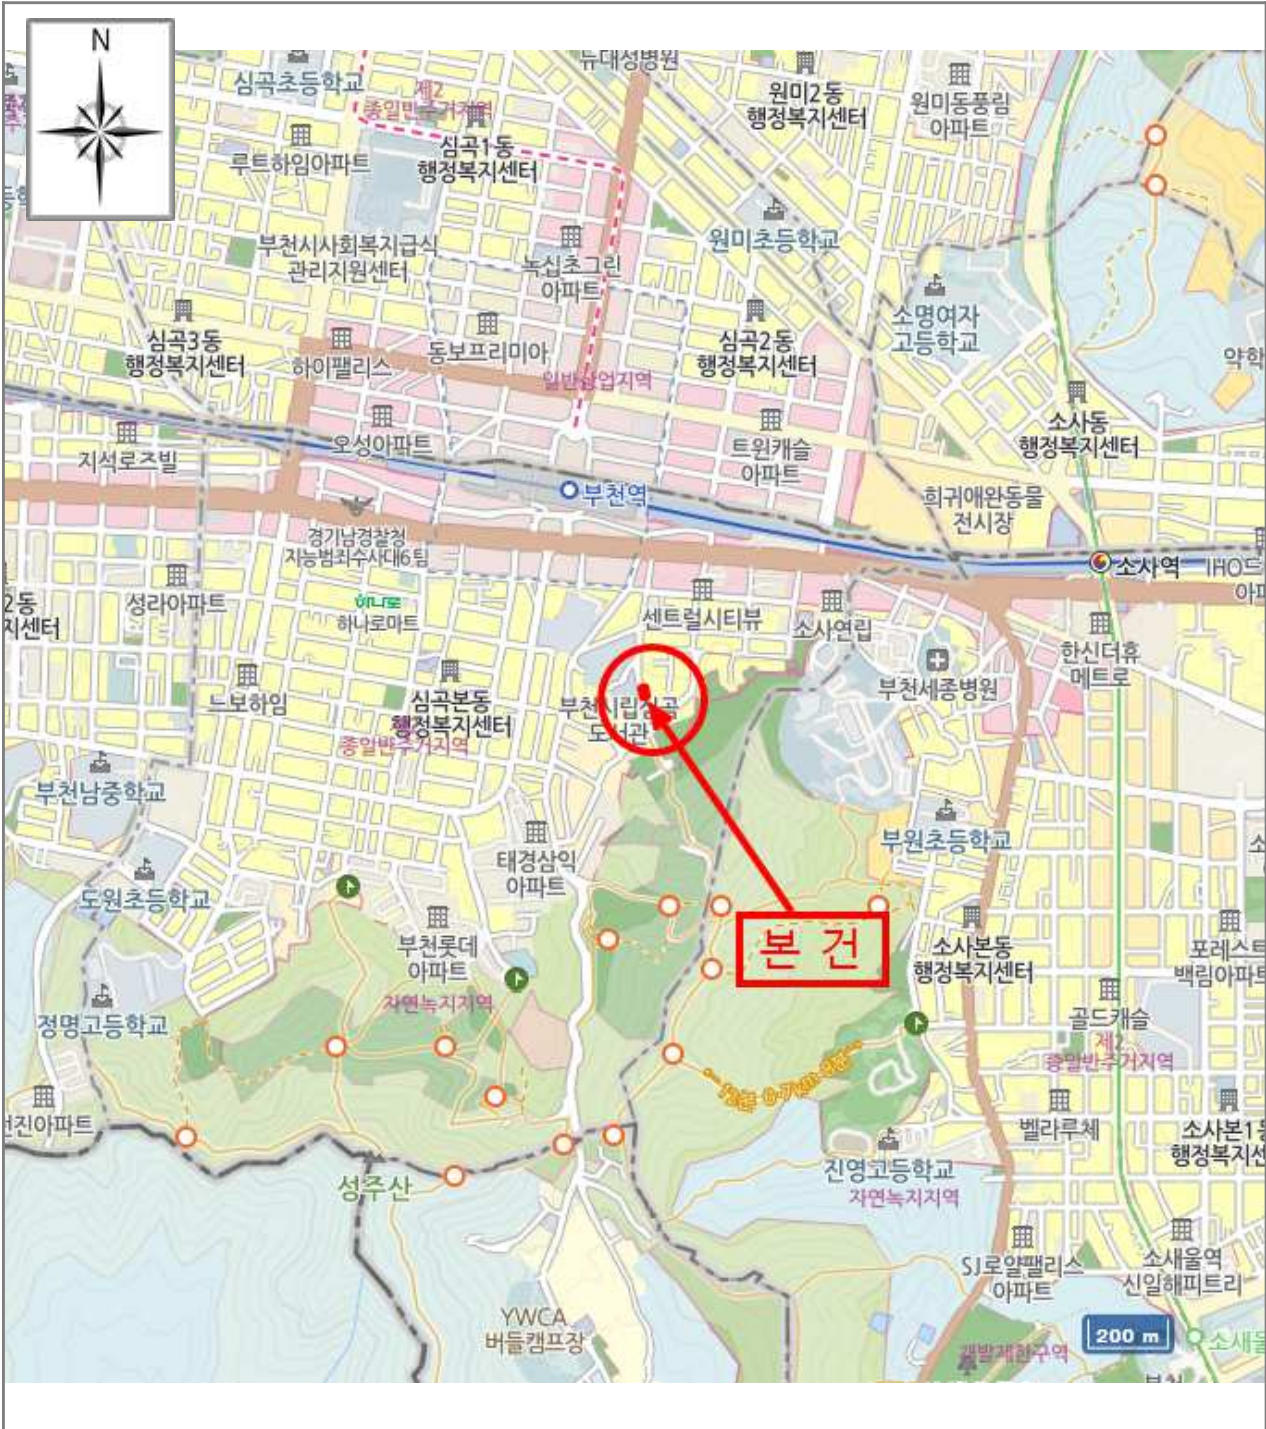 N
뉴대성병원
심곡초등학교
제2
종일반주거지역
원미2동
행정복지센터
원미동풍림
아파트
심곡1동
행정복지센터
루트하임아파트
부천시사회복지급식
관리지원센터
녹십초그린
아파트
원미초등학교
소명여자
고등학교
심곡3동
행정복지센터
하이팰리스
동보프리미아
심곡2동
행정복지센터
약학
일반상업지역
소사동
행정복지센터
지석로즈빌
오성아파트
트윈캐슬
아파트
부천역
희귀애완동물
전시장
경기남경찰청
지능범죄수사대6팀
소사역
성라아파트
하나로
하나로마트
센트럴시티뷰
소사연립
2동
지센터
한신더휴
메트로
부천세종병원
느보하임
심곡본동
행정복지센터
종일반주거지역
부천시립심곡
도서관
부천남중학교
부원초등학교
태경삼익
아파트
도원초등학교
본 건
부천롯데
아파트
소사본동
행정복지센터
포레스트
백림아파트
자연녹지지역
정명고등학교
골드캐슬
제2
종일반주거지역
벨라루체
소사본1동
행정복지센
진영고등학교
자연녹지지역
성주산
SJ로얄팰리스
아파트
소새울역
신일해피트리
YWCA
버들캠프장
200 m
소새울
개발제한구역